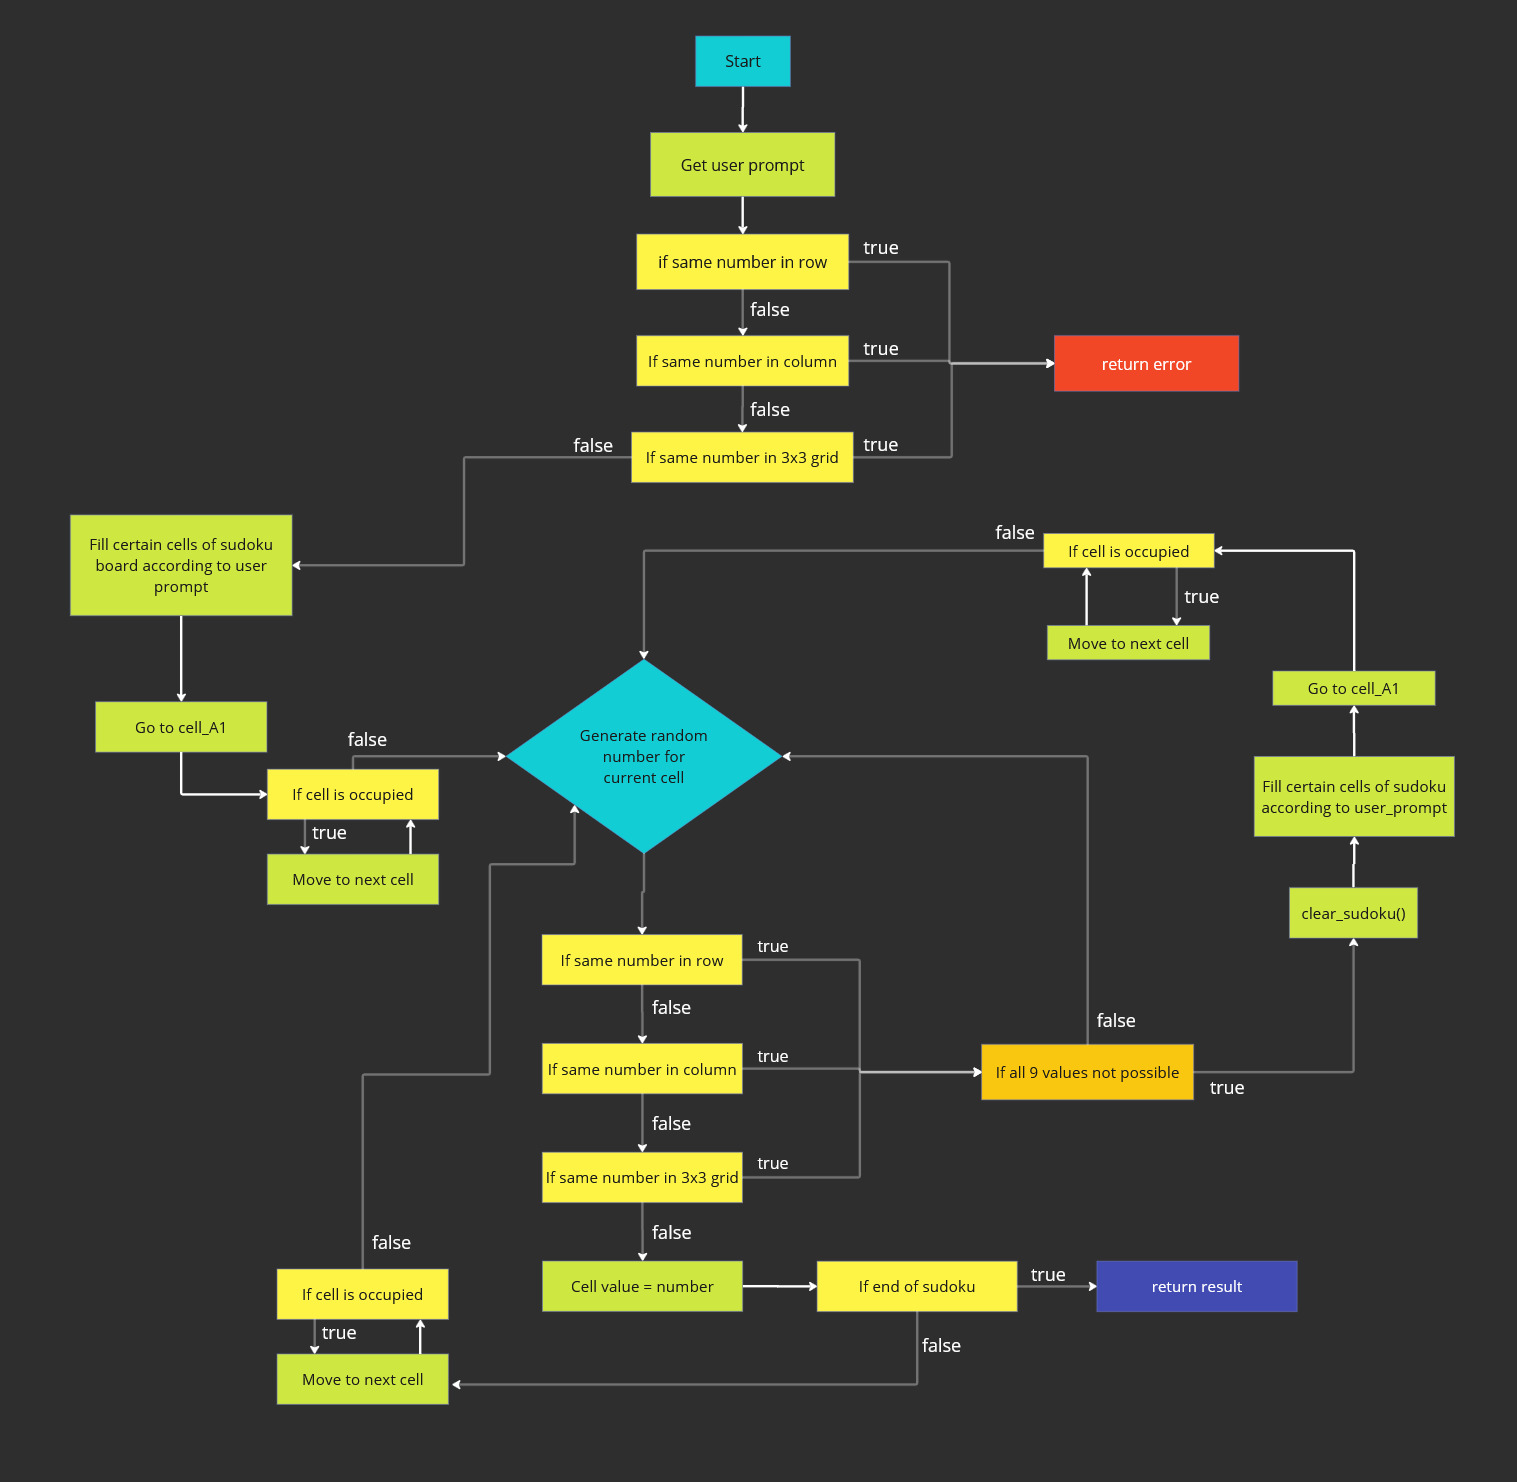 Start
Get user prompt
if same number in row
true
false
If same number in column
true
return error
false
If same number in 3x3 grid
true
false
Fill certain cells of sudoku
board according to user
prompt
false
If cell is occupied
true
Move to next cell
Go to cell_A1
Go to cell_A1
false
If cell is occupied
true
Move to next cell
Generate random
number for
current cell
Fill certain cells of sudoku
according to user_prompt
clear_sudoku()
If same number in row
true
false
If same number in column
true
false
If all 9 values not possible
true
false
If same number in 3x3 grid
true
false
Cell value = number
If end of sudoku
true
return result
false
false
If cell is occupied
true
Move to next cell